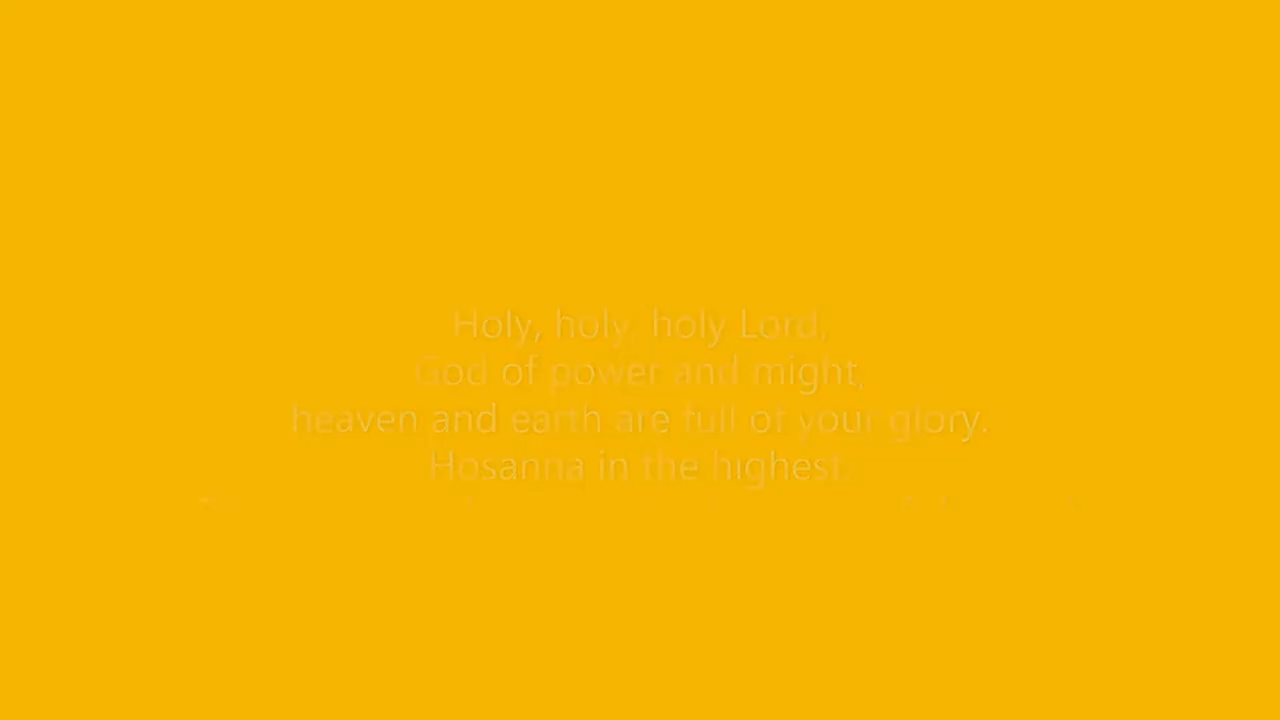 Holy, holy, holy Lord,
God of power and might,
heaven and earth are full of your glory.
Hosanna in the highest.